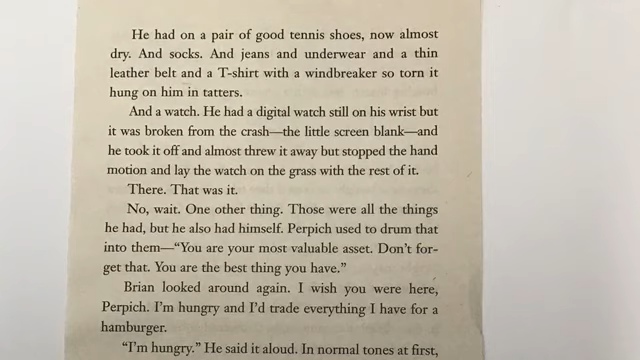 He had on a pair of good tennis shoes, now almost
dry. And socks. And jeans and underwear and a thin
leather belt and a T-shirt with a windbreaker so torn it
hung on him in tatters.
And a watch. He had a digital watch still on his wrist but
it was broken from the crash—the little screen blank—and
he took it off and almost threw it away but stopped the hand
motion and lay the watch on the grass with the rest of it.
There. That was it.
No, wait. One other thing. Those were all the things
he had, but he also had himself. Perpich used to drum that
into them—“You are your most valuable asset. Don’t for-
get that. You are the best thing you have.”
Brian looked around again. I wish you were here,
Perpich. I’m hungry and I’d trade everything I have for a
hamburger.
“I’m hungry.” He said it aloud. In normal tones at first,